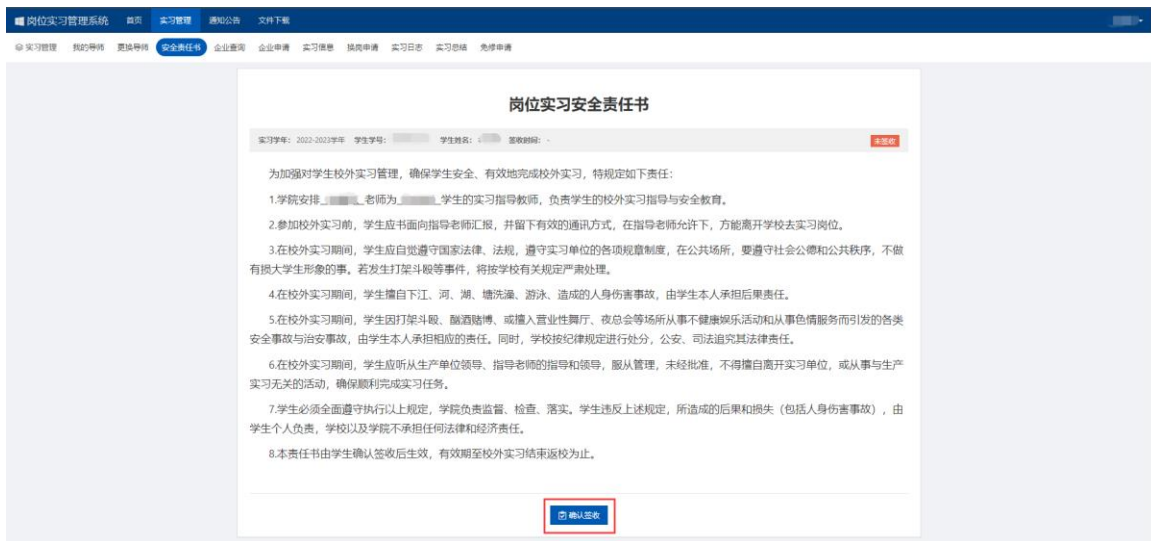 岗位实习管理系统 首页 实习管理 通知公告 文件下载
实习管理 我的导师 更换导师 安全责任书 企业查询 企业申请 实习信息 换岗申请 实习日志 实习总结 免修申请
岗位实习安全责任书
实习学年: 2022-2023学年 学生学号: 学生姓名: 签收时间: - 未签收
为加强对学生校外实习管理，确保学生安全、有效地完成校外实习，特规定如下责任：
1.学院安排_ _老师为_ _学生的实习指导教师，负责学生的校外实习指导与安全教育。
2.参加校外实习前，学生应书面向指导老师汇报，并留下有效的通讯方式，在指导老师允许下，方能离开学校去实习岗位。
3.在校外实习期间，学生应自觉遵守国家法律、法规，遵守实习单位的各项规章制度，在公共场所，要遵守社会公德和公共秩序，不做
有损大学生形象的事。若发生打架斗殴等事件，将按学校有关规定严肃处理。
4.在校外实习期间，学生擅自下江、河、湖、塘洗澡、游泳、造成的人身伤害事故，由学生本人承担后果责任。
5.在校外实习期间，学生因打架斗殴、酗酒赌博、或擅入营业性舞厅、夜总会等场所从事不健康娱乐活动和从事色情服务而引发的各类
安全事故与治安事故，由学生本人承担相应的责任。同时，学校按纪律规定进行处分，公安、司法追究其法律责任。
6.在校外实习期间，学生应听从生产单位领导、指导老师的指导和领导，服从管理，未经批准，不得擅自离开实习单位，或从事与生产
实习无关的活动，确保顺利完成实习任务。
7.学生必须全面遵守执行以上规定，学院负责监督、检查、落实。学生违反上述规定，所造成的后果和损失（包括人身伤害事故），由
学生个人负责，学校以及学院不承担任何法律和经济责任。
8.本责任书由学生确认签收后生效，有效期至校外实习结束返校为止。
确认签收